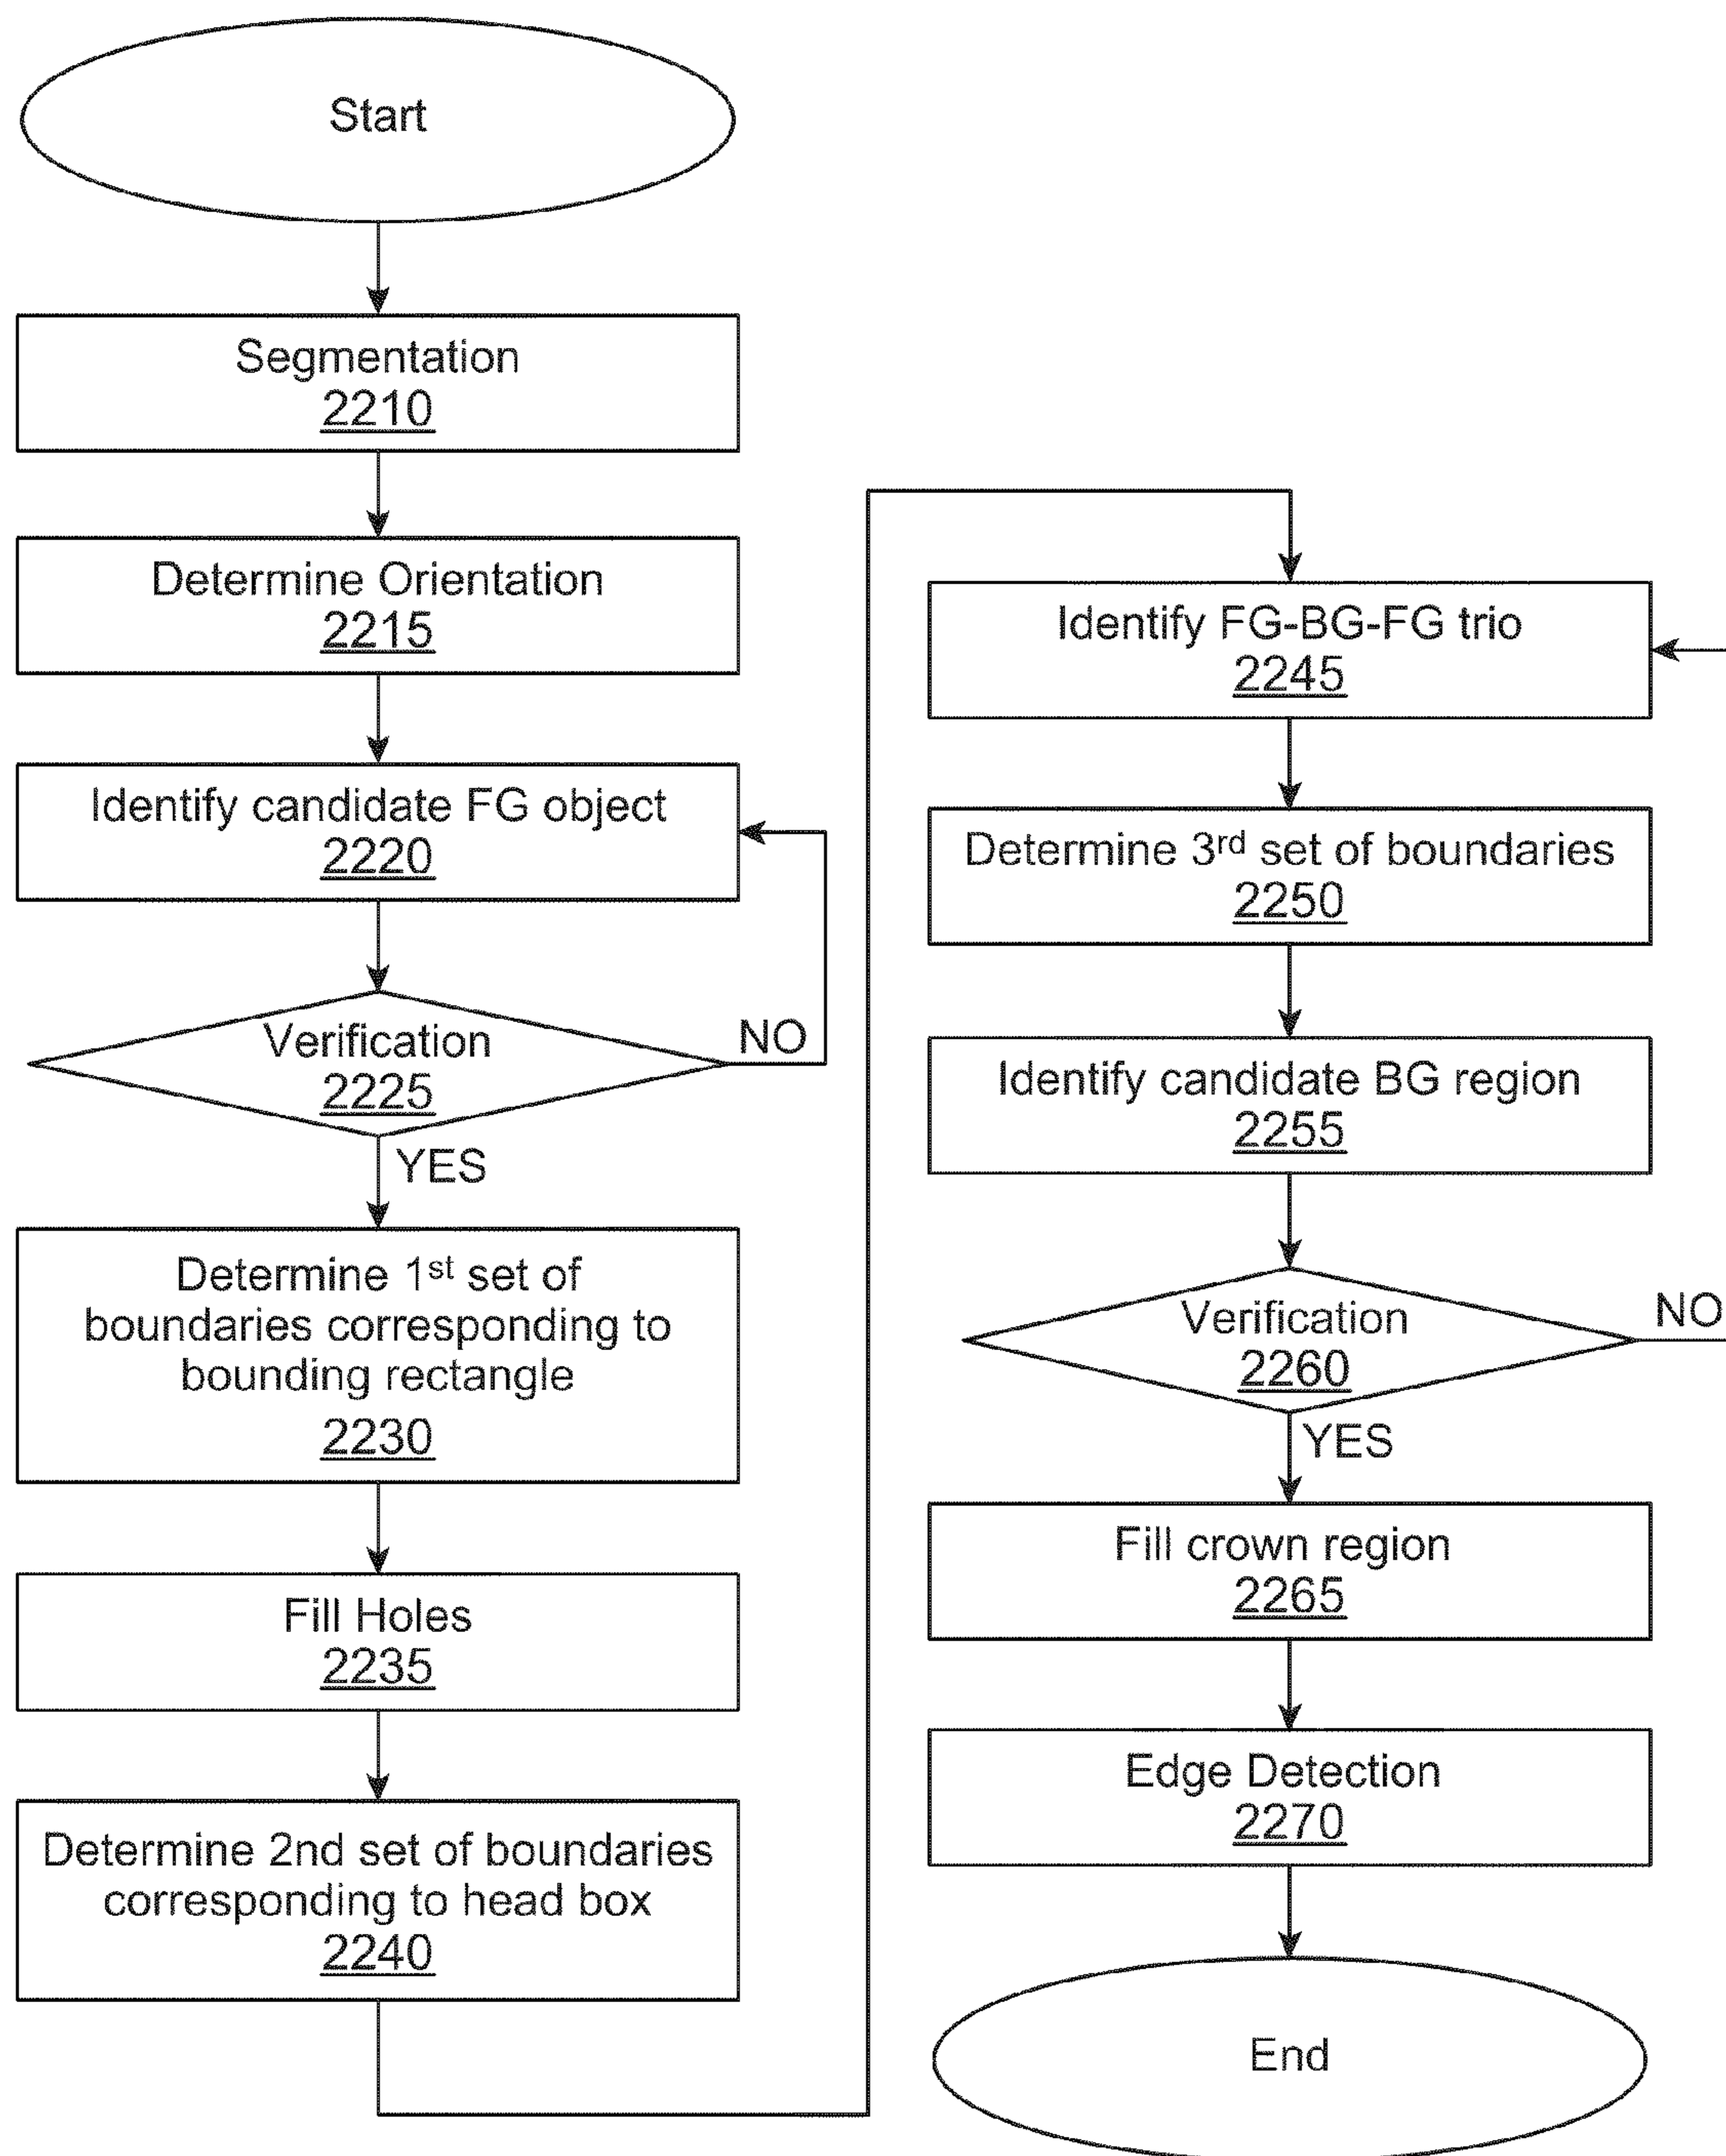 Start
Segmentation
2210
Determine Orientation
2215
Identify candidate FG object
2220
Verification
2225
NO
YES
Determine 1st set of
boundaries corresponding to
bounding rectangle
2230
Fill Holes
2235
Determine 2nd set of boundaries
corresponding to head box
2240
Identify FG-BG-FG trio
2245
Determine 3rd set of boundaries
2250
Identify candidate BG region
2255
Verification
2260
NO
YES
Fill crown region
2265
Edge Detection
2270
End